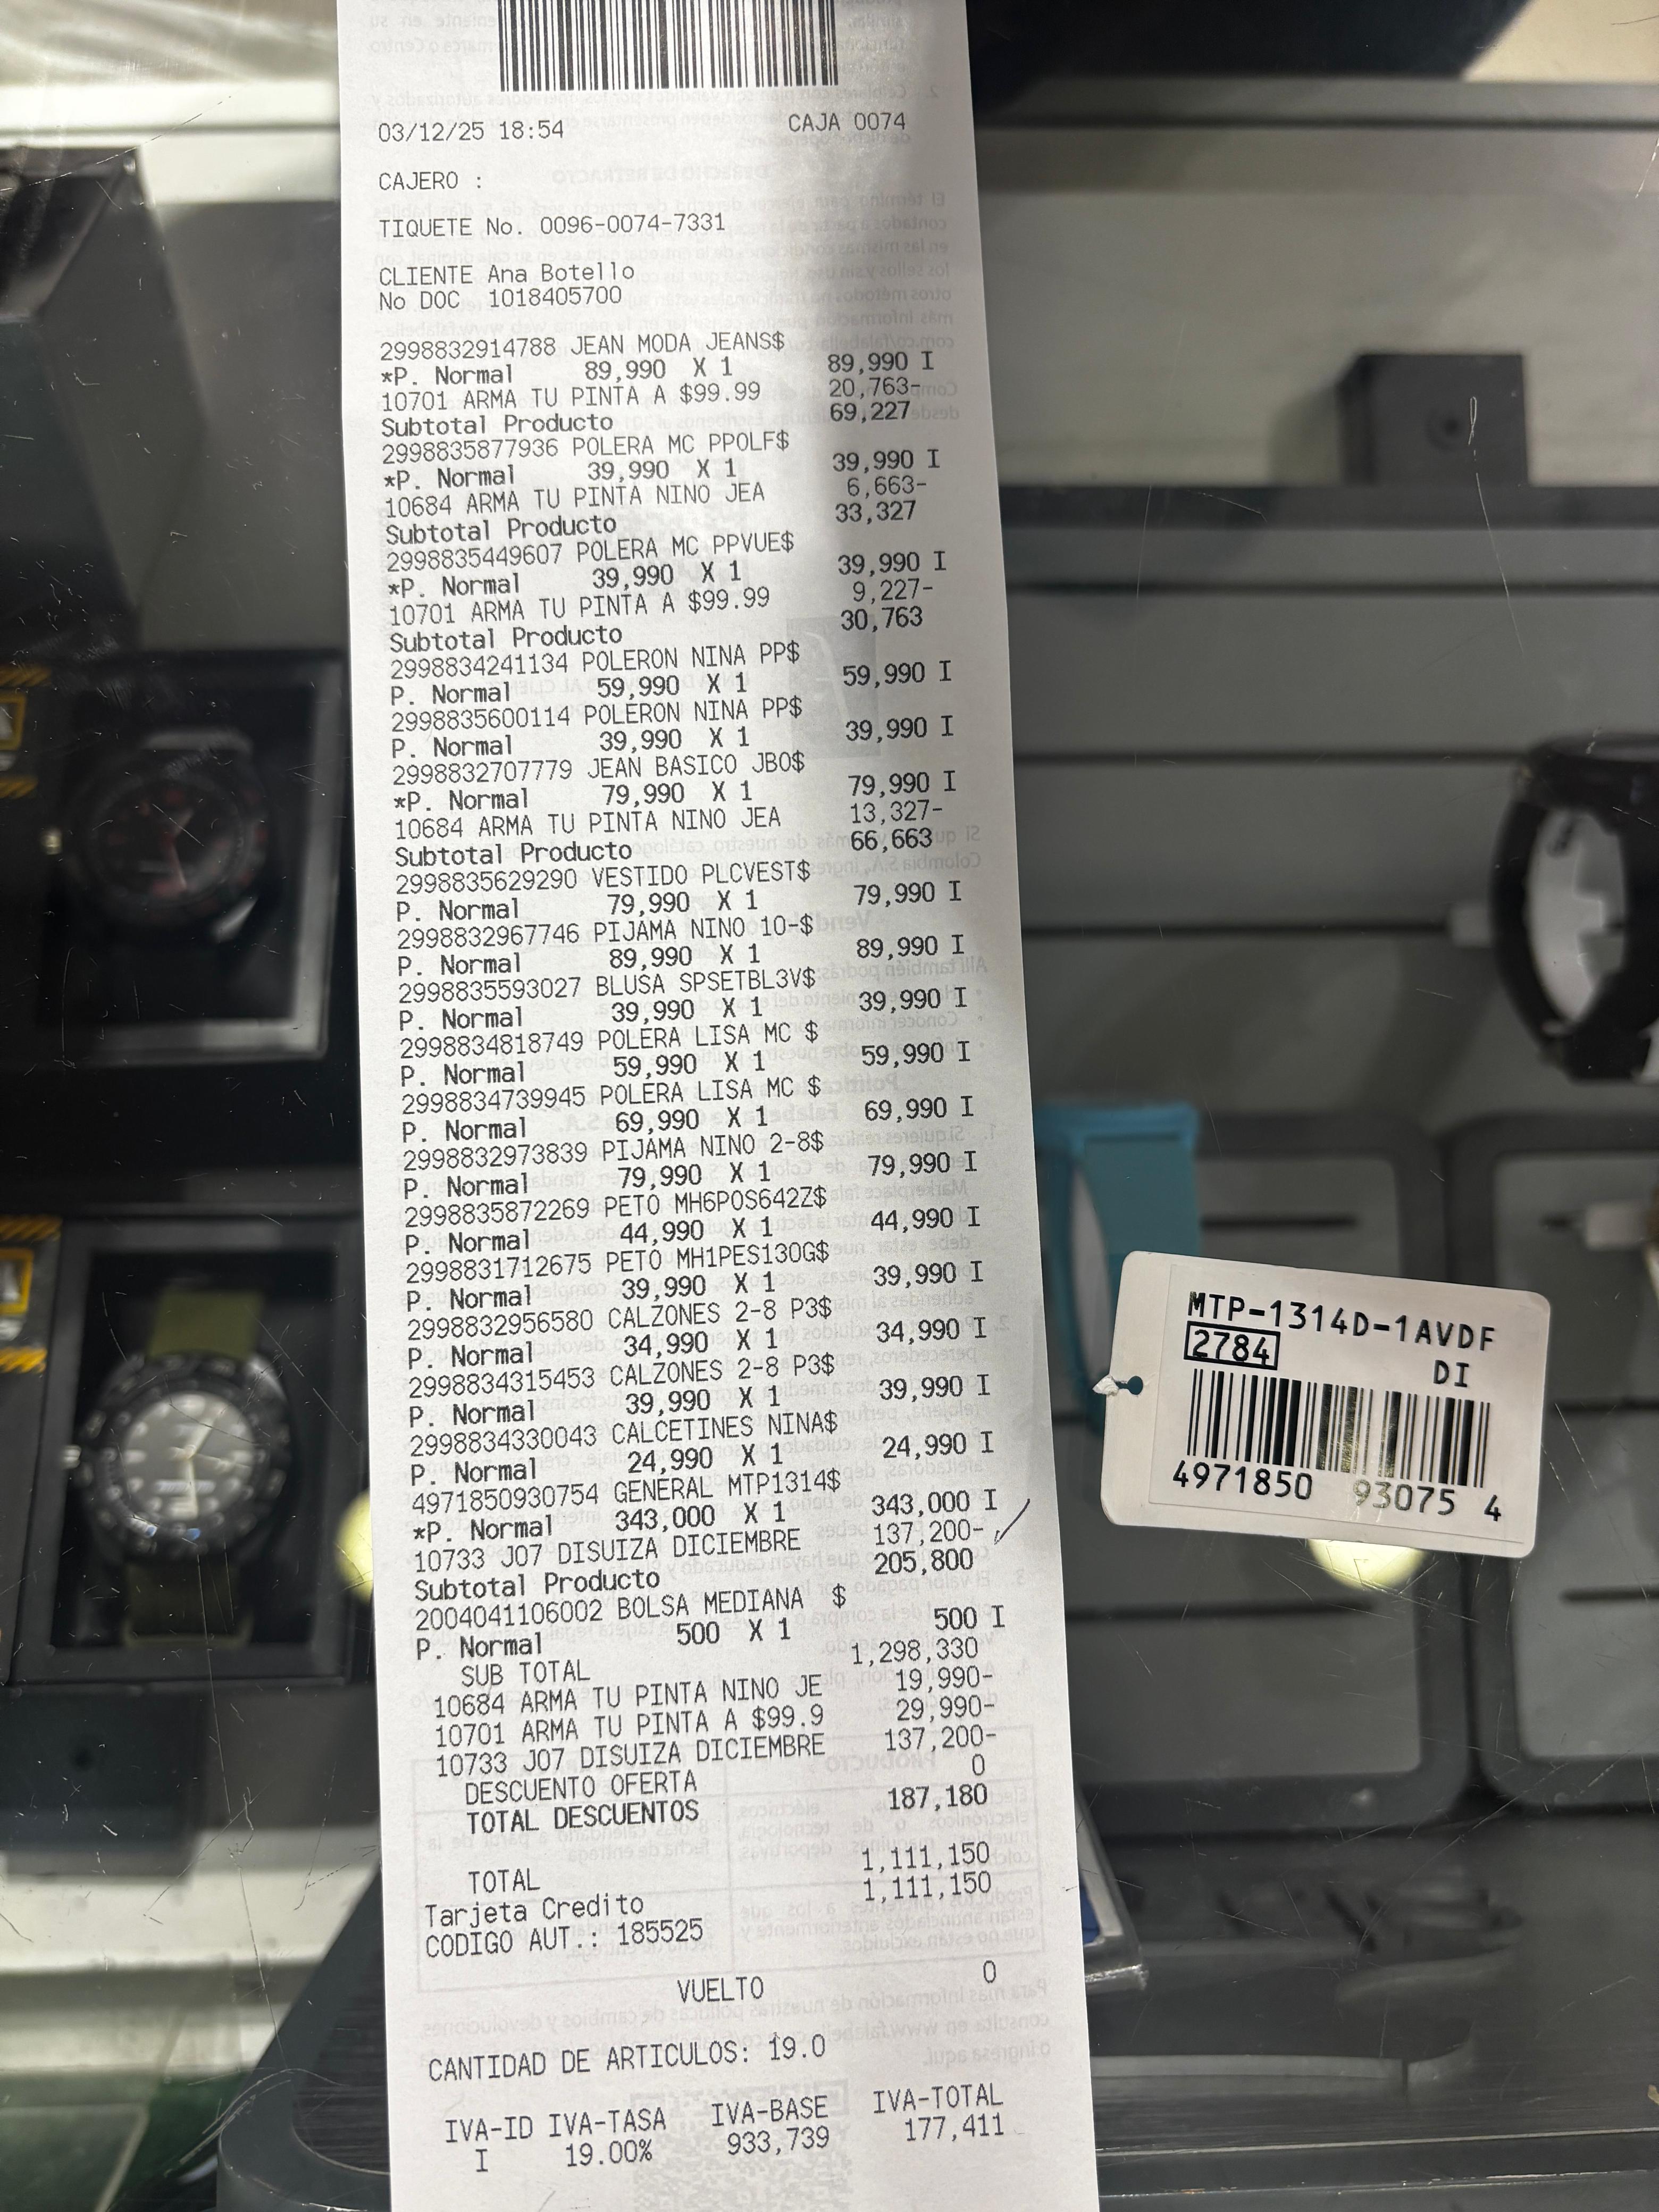 03/12/25 18:54 CAJA 0074
CAJERO :
TIQUETE No. 0096-0074-7331
CLIENTE Ana Botello
No DOC 1018405700
2998832914788 JEAN MODA JEANS$
*P. Normal 89,990 X 1 89,990 I
10701 ARMA TU PINTA A $99.99 20,763-
Subtotal Producto 69,227
2998835877936 POLERA MC PPOLF$
*P. Normal 39,990 X 1 39,990 I
10684 ARMA TU PINTA NINO JEA 6,663-
Subtotal Producto 33,327
2998835449607 POLERA MC PPVUE$
*P. Normal 39,990 X 1 39,990 I
10701 ARMA TU PINTA A $99.99 9,227-
Subtotal Producto 30,763
2998834241134 POLERON NINA PP$
P. Normal 59,990 X 1 59,990 I
2998835600114 POLERON NINA PP$
P. Normal 39,990 X 1 39,990 I
2998832707779 JEAN BASICO JBO$
*P. Normal 79,990 X 1 79,990 I
10684 ARMA TU PINTA NINO JEA 13,327-
Subtotal Producto 66,663
2998835629290 VESTIDO PLCVEST$
P. Normal 79,990 X 1 79,990 I
2998832967746 PIJAMA NINO 10-$
P. Normal 89,990 X 1 89,990 I
2998835593027 BLUSA SPSETBL3V$
P. Normal 39,990 X 1 39,990 I
2998834818749 POLERA LISA MC $
P. Normal 59,990 X 1 59,990 I
2998834739945 POLERA LISA MC $
P. Normal 69,990 X 1 69,990 I
2998832973839 PIJAMA NINO 2-8$
P. Normal 79,990 X 1 79,990 I
2998835872269 PETO MH6POS642Z$
P. Normal 44,990 X 1 44,990 I
2998831712675 PETO MH1PES130G$
P. Normal 39,990 X 1 39,990 I
2998832956580 CALZONES 2-8 P3$
P. Normal 34,990 X 1 34,990 I
2998834315453 CALZONES 2-8 P3$
P. Normal 39,990 X 1 39,990 I
2998834330043 CALCETINES NINA$
P. Normal 24,990 X 1 24,990 I
4971850930754 GENERAL MTP1314$
*P. Normal 343,000 X 1 343,000 I
10733 J07 DISUIZA DICIEMBRE 137,200-
Subtotal Producto 205,800
2004041106002 BOLSA MEDIANA $
P. Normal 500 X 1 500 I
SUB TOTAL 1,298,330
10684 ARMA TU PINTA NINO JE 19,990-
10701 ARMA TU PINTA A $99.9 29,990-
10733 J07 DISUIZA DICIEMBRE 137,200-
DESCUENTO OFERTA 0
TOTAL DESCUENTOS 187,180
TOTAL 1,111,150
Tarjeta Credito 1,111,150
CODIGO AUT.: 185525
VUELTO 0
CANTIDAD DE ARTICULOS: 19.0
IVA-ID IVA-TASA IVA-BASE IVA-TOTAL
I 19.00% 933,739 177,411
MTP-1314D-1AVDF
2784 DI
4971850 93075 4